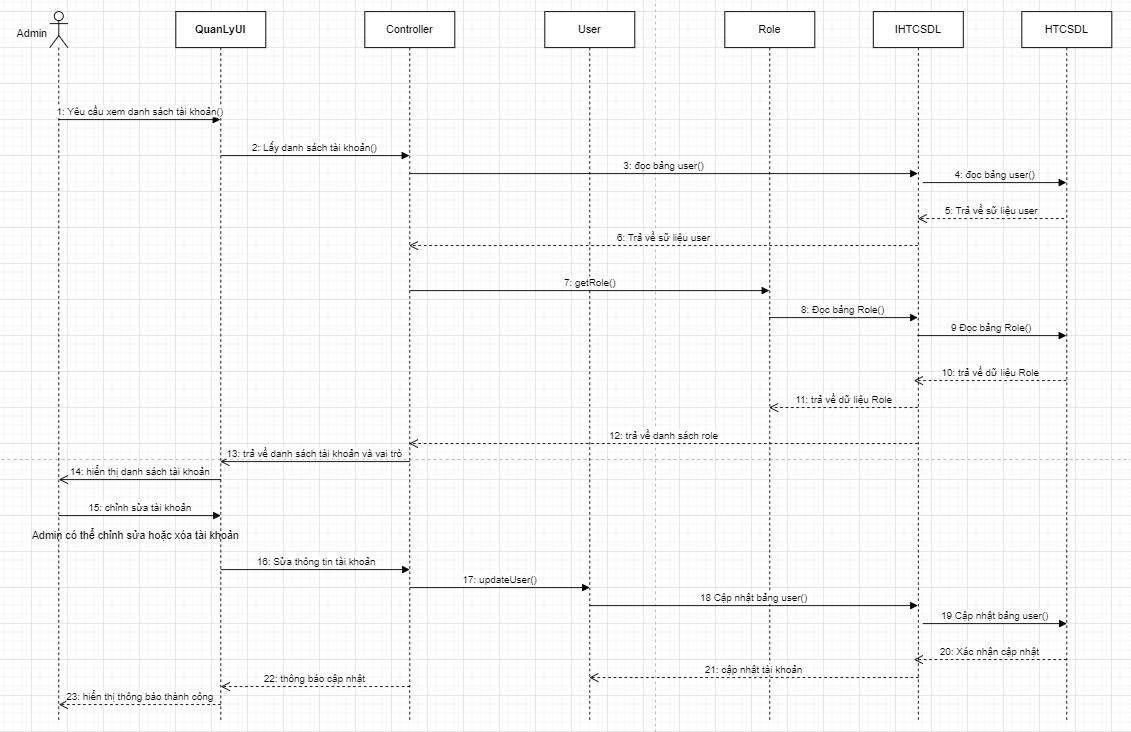 Admin
QuanLyUI
Controller
User
Role
IHTCSDL
HTCSDL
1: Yêu cầu xem danh sách tài khoản()
2: Lấy danh sách tài khoản()
3: đọc bảng user()
4: đọc bảng user()
5: Trả về sữ liệu user
6: Trả về sữ liệu user
7: getRole()
8: Đọc bảng Role()
9 Đọc bảng Role()
10: trả về dữ liệu Role
11: trả về dữ liệu Role
12: trả về danh sách role
13: trả về danh sách tài khoản và vai trò
14: hiển thị danh sách tài khoản
15: chỉnh sửa tài khoản
Admin có thể chỉnh sửa hoặc xóa tài khoản
16: Sửa thông tin tài khoản
17: updateUser()
18 Cập nhật bảng user()
19 Cập nhật bảng user()
20: Xác nhận cập nhật
21: cập nhật tài khoản
22: thông báo cập nhật
23: hiển thị thông báo thành công